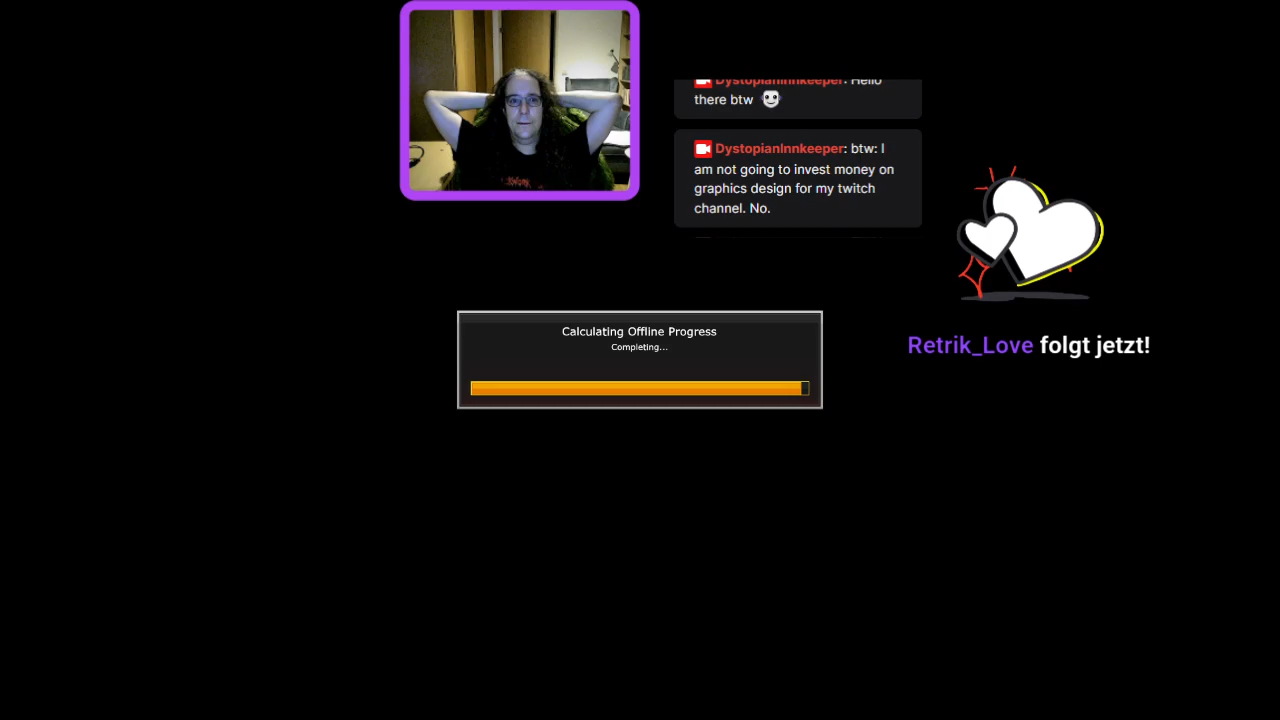 DystopianInnkeeper: Hello
there btw
DystopianInnkeeper: btw: I
am not going to invest money on
graphics design for my twitch
channel. No.
Calculating Offline Progress
Completing...
Retrik_Love folgt jetzt!